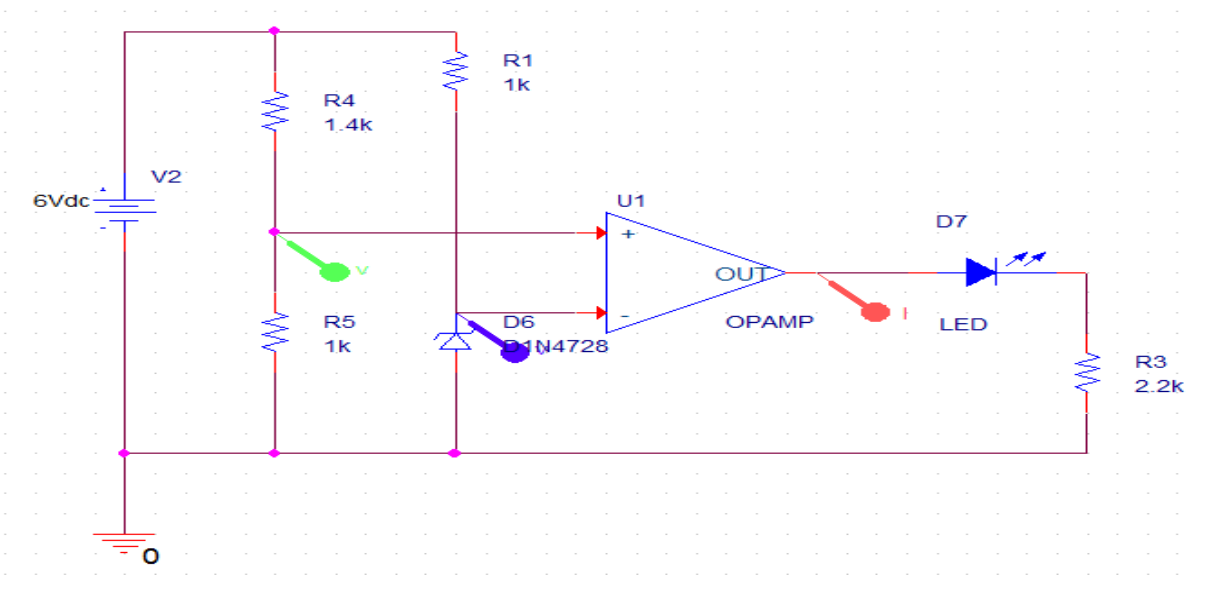 R1
1k
R4
1.4k
V2
6Vdc
U1
+
OUT
-
OPAMP
D7
LED
V
R5
1k
D6
D1N4728
V
I
R3
2.2k
0